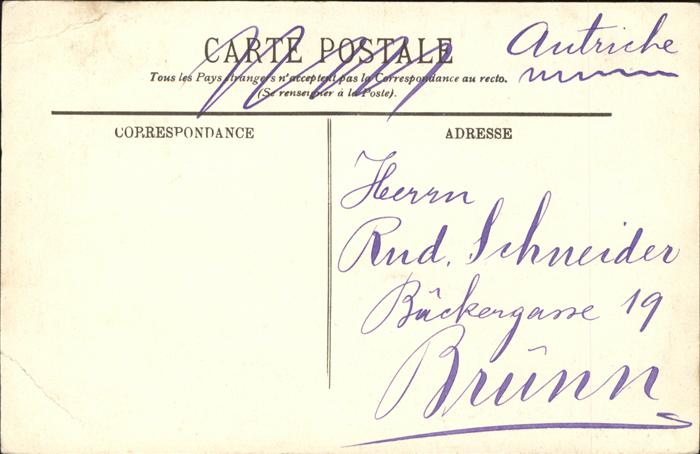 CARTE POSTALE
Autriche
Tous les Pays étrangers n'acceptent pas la Correspondance au recto.
(Se renseigner à la Poste).
CORRESPONDANCE
ADRESSE
Herrn
Rud. Schneider
Bäckergasse 19
Brünn